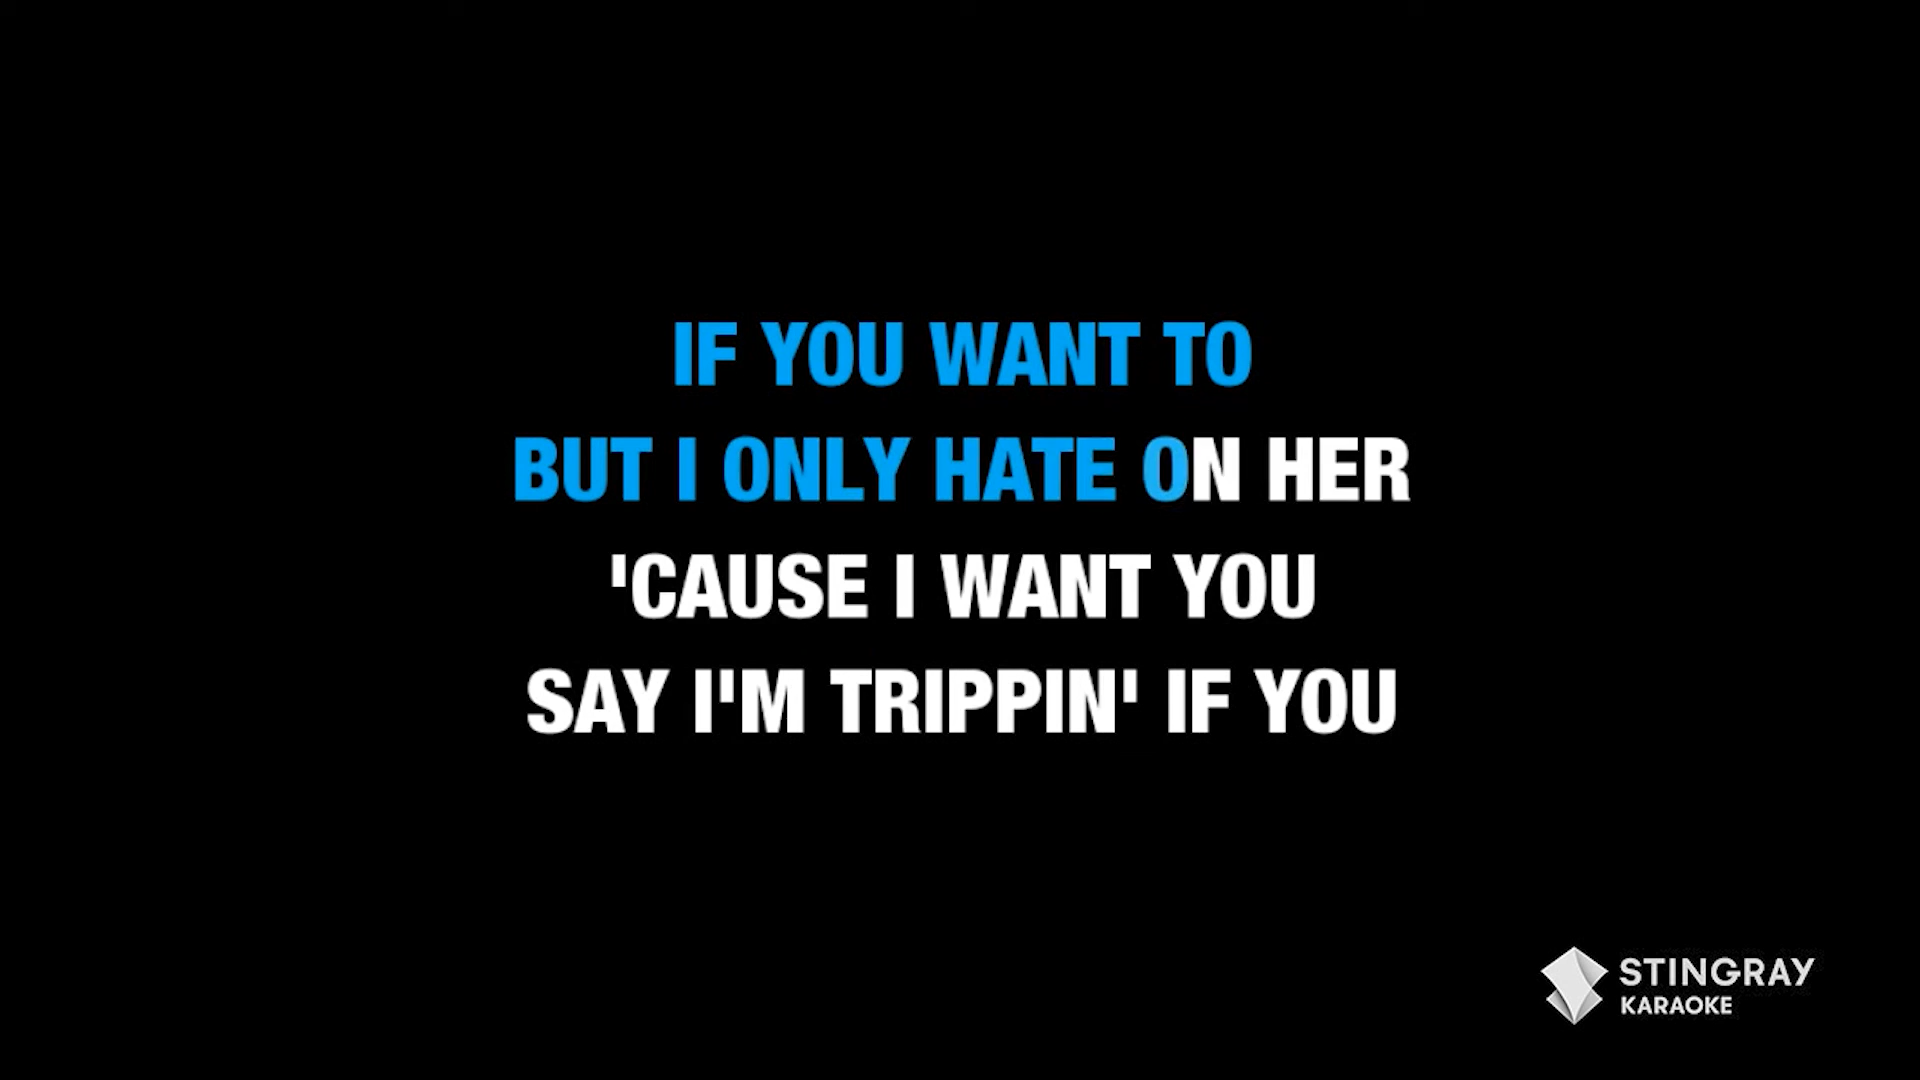 IF YOU WANT TO
BUT I ONLY HATE ON HER
'CAUSE I WANT YOU
SAY I'M TRIPPIN' IF YOU
STINGRAY
KARAOKE